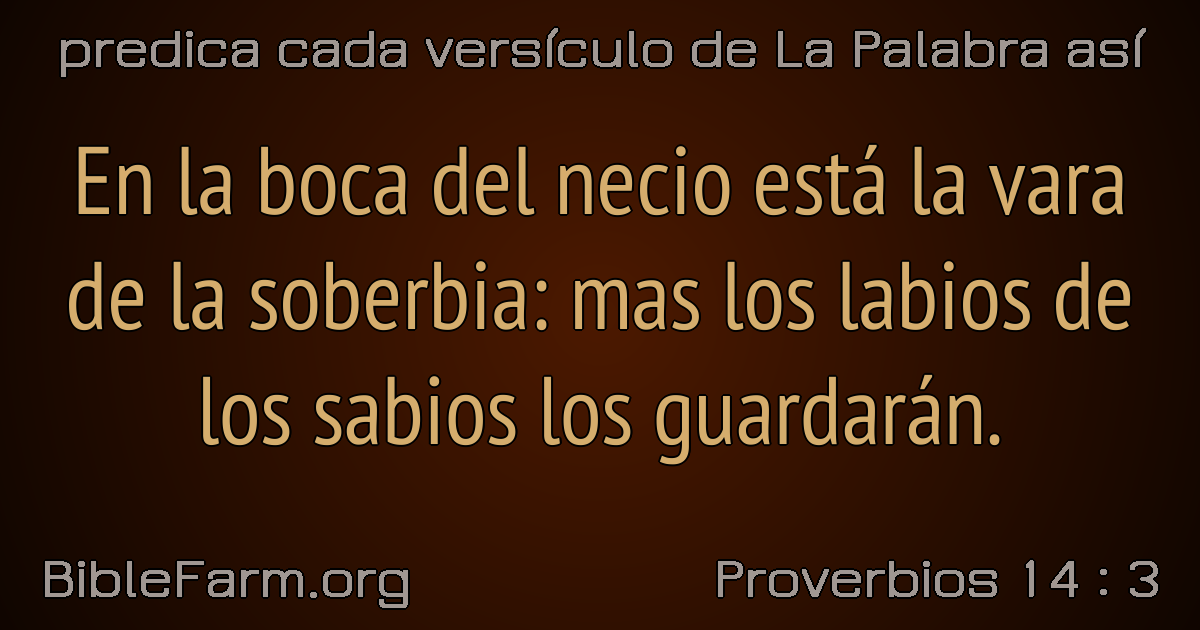 predica cada versículo de La Palabra así
En la boca del necio está la vara
de la soberbia: mas los labios de
los sabios los guardarán.
BibleFarm.org
Proverbios 14 : 3